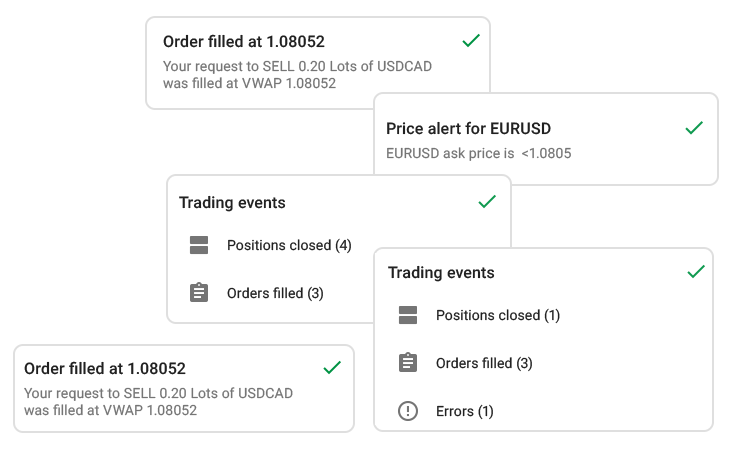 Order filled at 1.08052
Your request to SELL 0.20 Lots of USDCAD
was filled at VWAP 1.08052
Price alert for EURUSD
EURUSD ask price is <1.0805
Trading events
Positions closed (4)
Orders filled (3)
Trading events
Positions closed (1)
Orders filled (3)
Errors (1)
Order filled at 1.08052
Your request to SELL 0.20 Lots of USDCAD
was filled at VWAP 1.08052